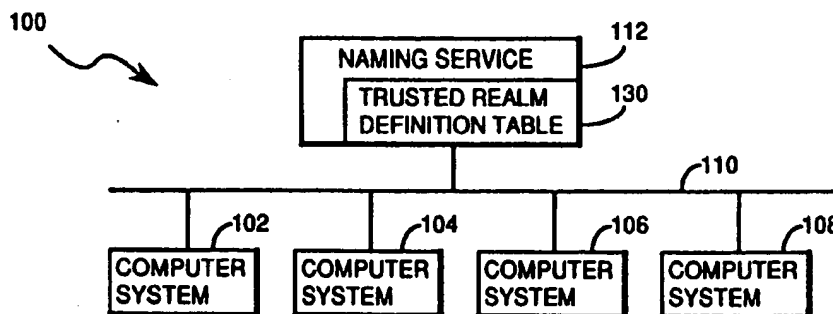 100
112
NAMING SERVICE
TRUSTED REALM
DEFINITION TABLE
130
110
102
104
106
108
COMPUTER
SYSTEM
COMPUTER
SYSTEM
COMPUTER
SYSTEM
COMPUTER
SYSTEM